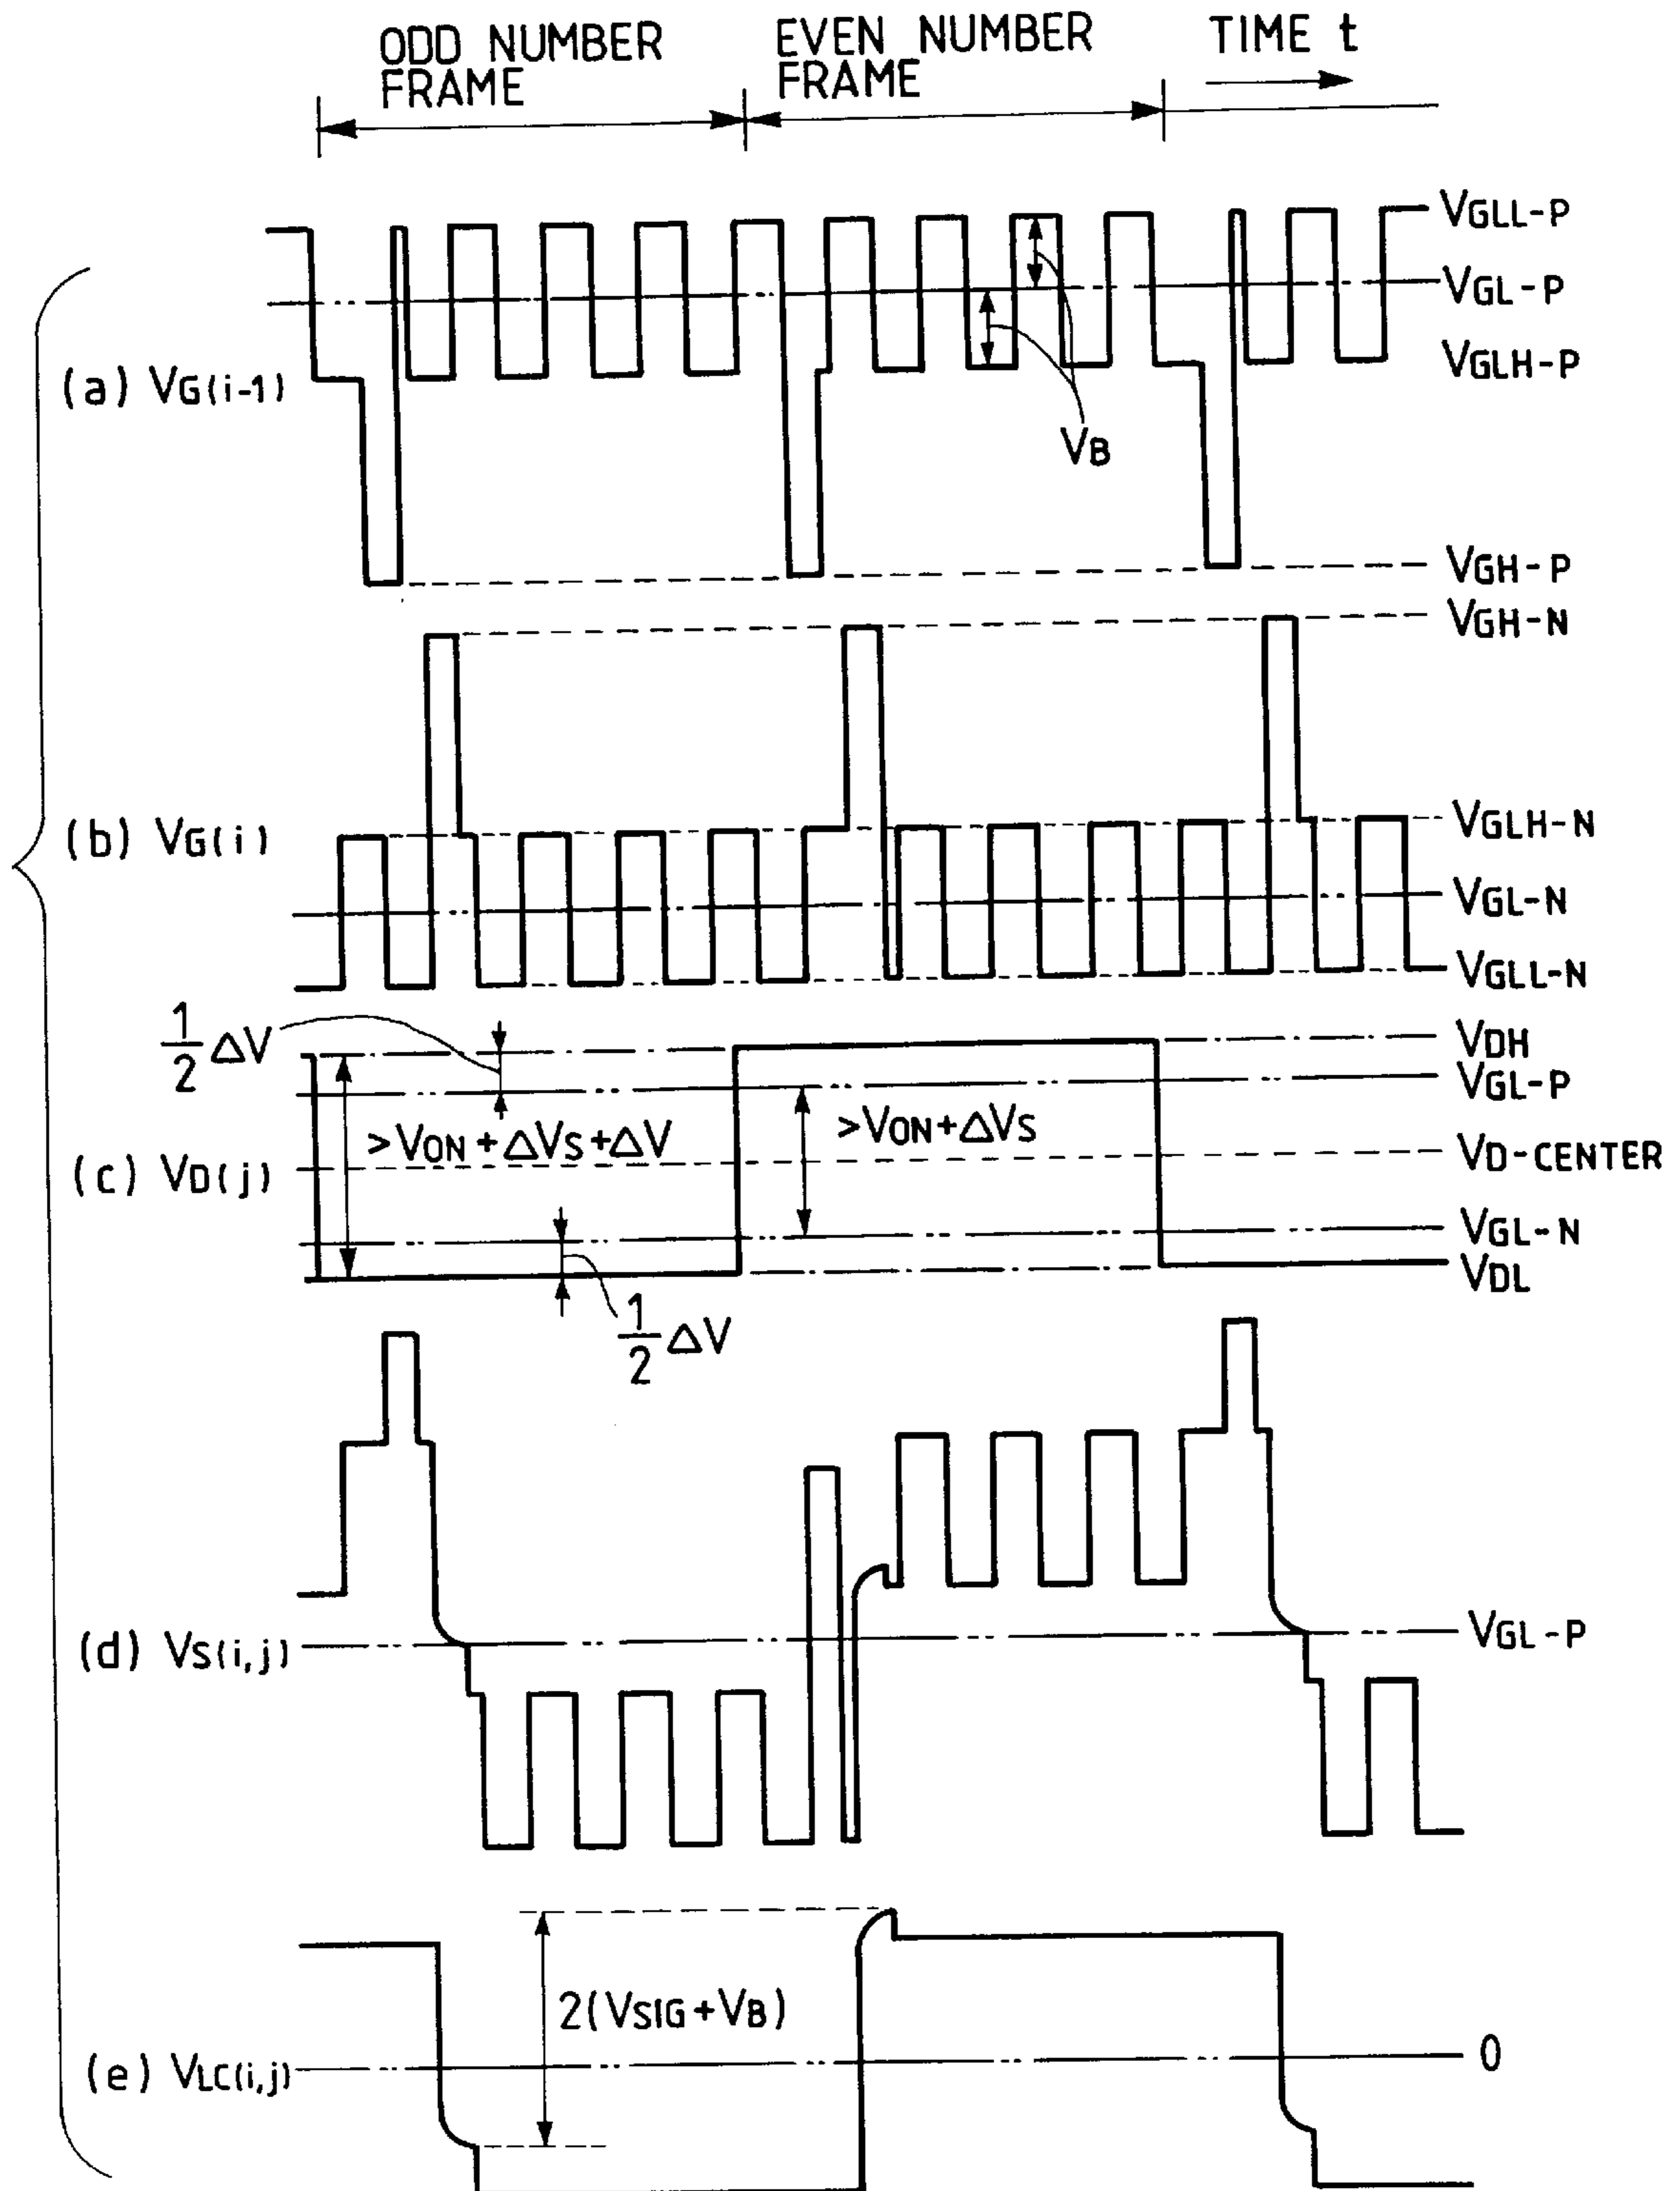 ODD NUMBER FRAME
EVEN NUMBER FRAME
TIME t
(a) VG(i-1)
VGLL-P
VGL-P
VGLH-P
VB
VGH-P
(b) VG(i)
VGH-N
VGLH-N
VGL-N
VGLL-N
(c) VD(j)
1/2 ΔV
>VON+ΔVS+ΔV
>VON+ΔVS
VDH
VGL-P
VD-CENTER
VGL-N
VDL
1/2 ΔV
(d) VS(i,j)
VGL-P
(e) VLC(i,j)
2(VSIG+VB)
0